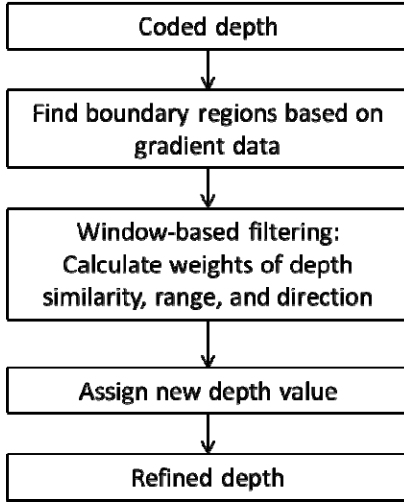 Coded depth
Find boundary regions based on
gradient data
Window-based filtering:
Calculate weights of depth
similarity, range, and direction
Assign new depth value
Refined depth